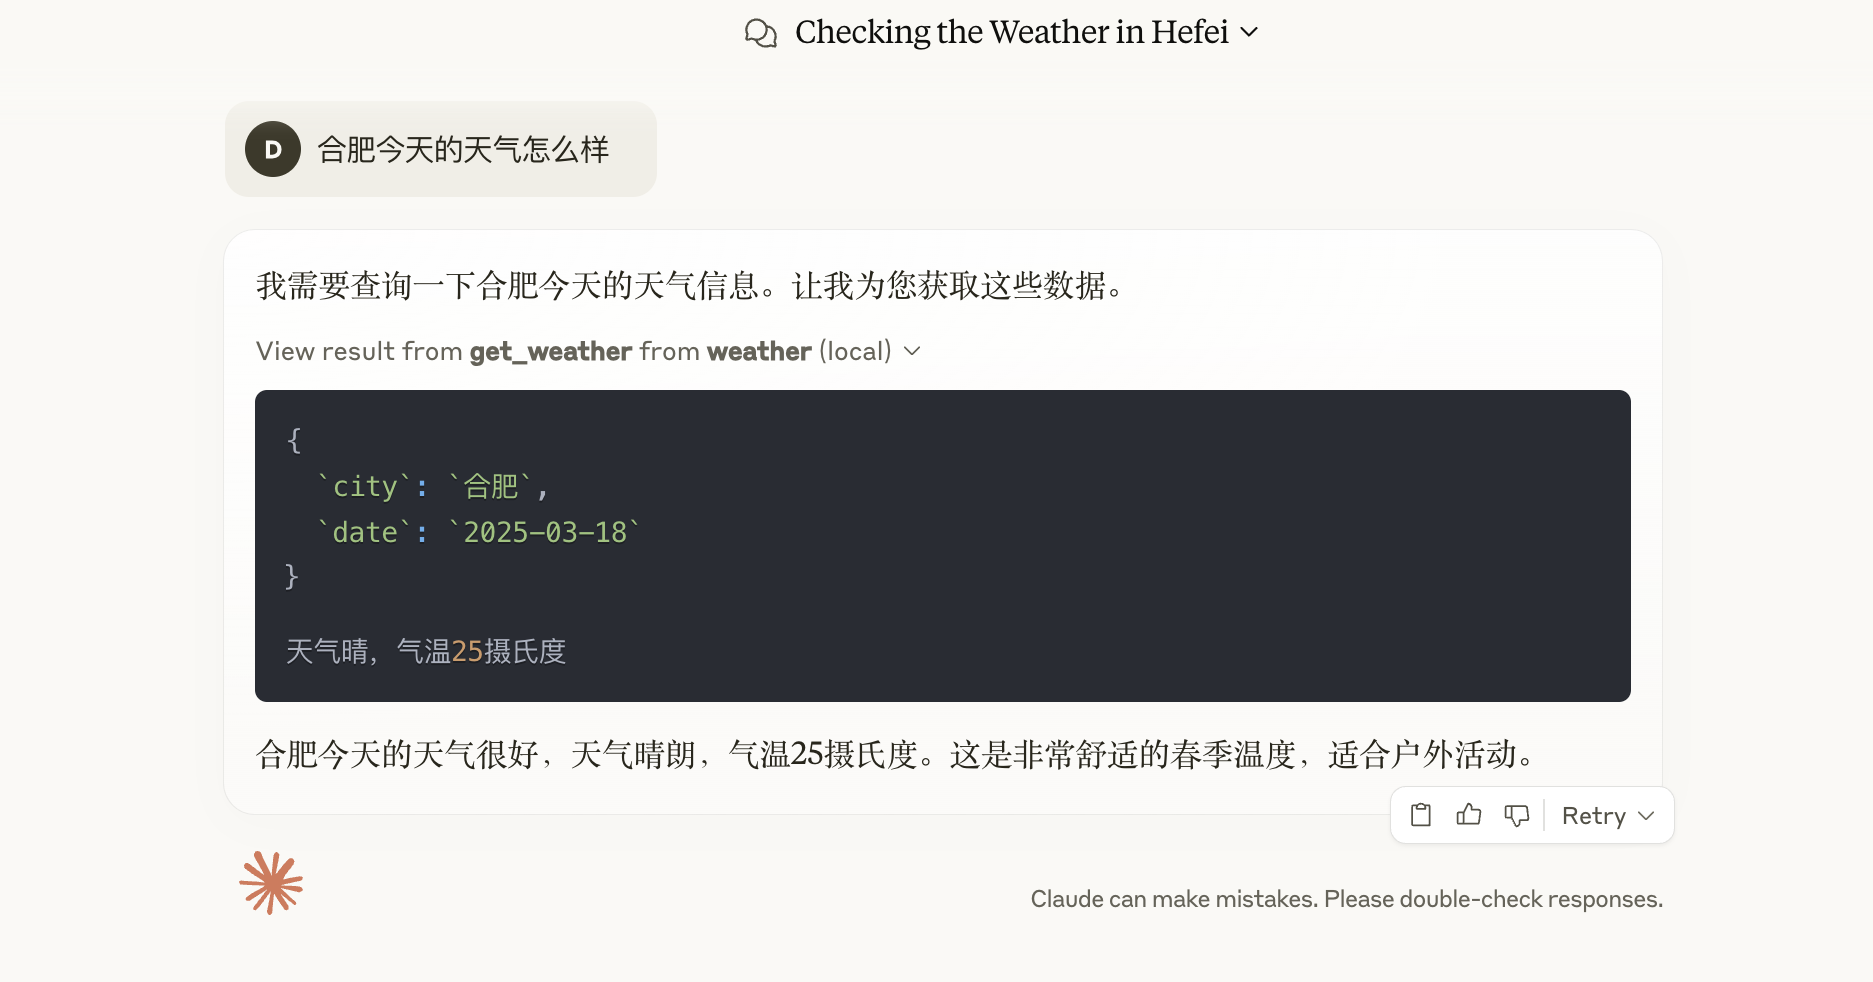 Checking the Weather in Hefei
D 合肥今天的天气怎么样
我需要查询一下合肥今天的天气信息。让我为您获取这些数据。
View result from get_weather from weather (local)
{
  `city`: `合肥`,
  `date`: `2025-03-18`
}
天气晴，气温25摄氏度
合肥今天的天气很好，天气晴朗，气温25摄氏度。这是非常舒适的春季温度，适合户外活动。
Retry
Claude can make mistakes. Please double-check responses.